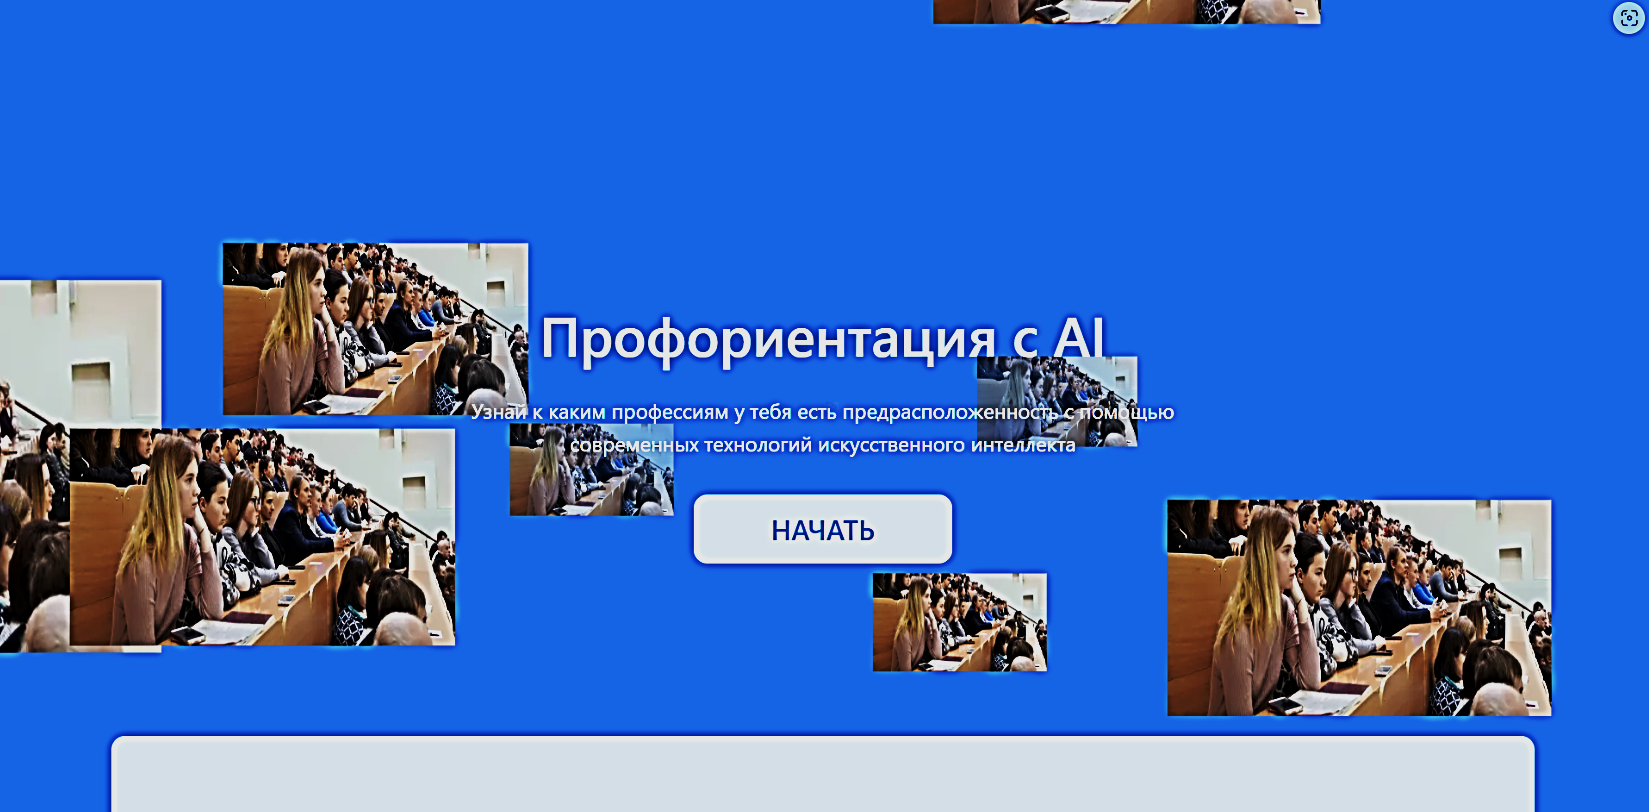 Профориентация с AI
Узнай к каким профессиям у тебя есть предрасположенность с помощью
современных технологий искусственного интеллекта
НАЧАТЬ